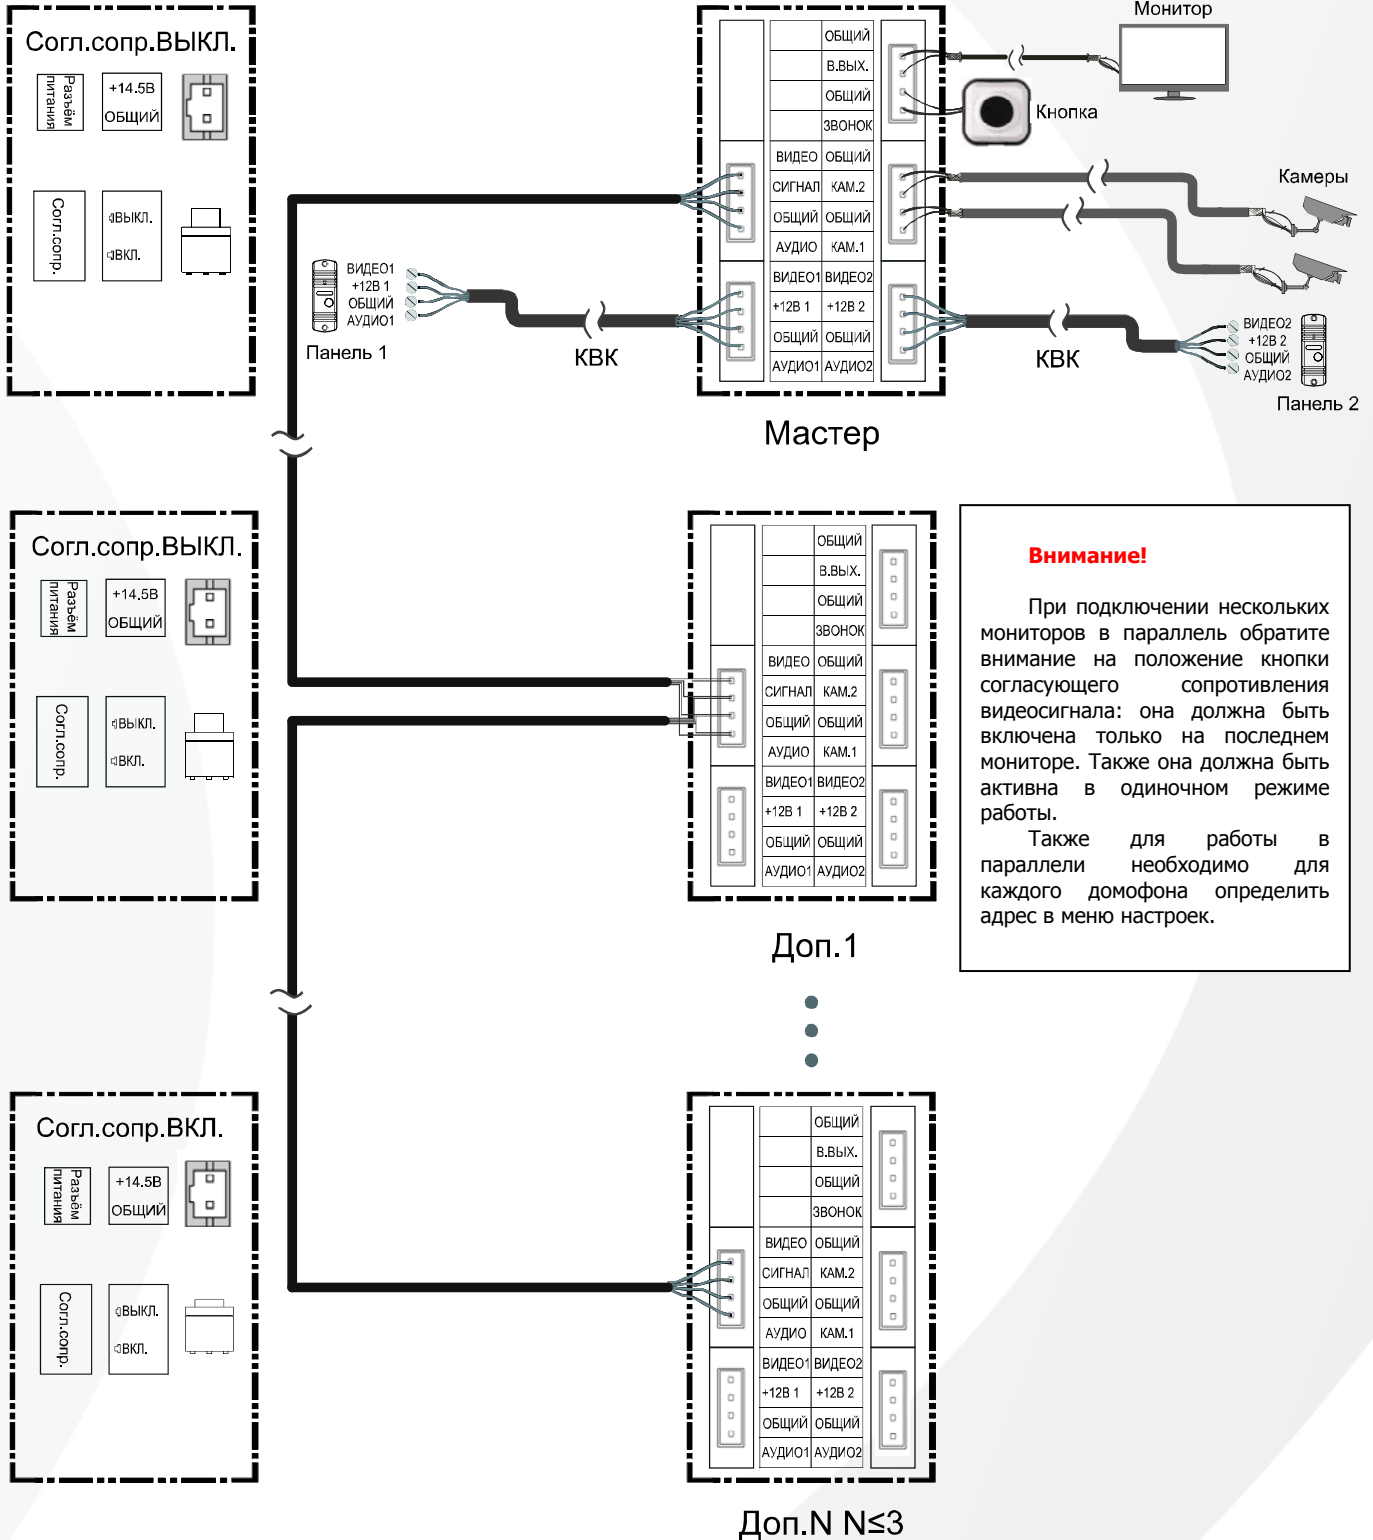 Согл.сопр.ВЫКЛ.
Разъём
питания
+14.5В
ОБЩИЙ
Согл.сопр.
ВЫКЛ.
ВКЛ.
ОБЩИЙ
В.ВЫХ.
ОБЩИЙ
ЗВОНОК
ВИДЕО ОБЩИЙ
СИГНАЛ КАМ.2
ОБЩИЙ ОБЩИЙ
АУДИО КАМ.1
ВИДЕО1 ВИДЕО2
+12В 1 +12В 2
ОБЩИЙ ОБЩИЙ
АУДИО1 АУДИО2
Мастер
Монитор
Кнопка
Камеры
ВИДЕО1
+12В 1
ОБЩИЙ
АУДИО1
Панель 1
КВК
КВК
ВИДЕО2
+12В 2
ОБЩИЙ
АУДИО2
Панель 2
Согл.сопр.ВЫКЛ.
Разъём
питания
+14.5В
ОБЩИЙ
Согл.сопр.
ВЫКЛ.
ВКЛ.
ОБЩИЙ
В.ВЫХ.
ОБЩИЙ
ЗВОНОК
ВИДЕО ОБЩИЙ
СИГНАЛ КАМ.2
ОБЩИЙ ОБЩИЙ
АУДИО КАМ.1
ВИДЕО1 ВИДЕО2
+12В 1 +12В 2
ОБЩИЙ ОБЩИЙ
АУДИО1 АУДИО2
Доп.1
Внимание!
При подключении нескольких
мониторов в параллель обратите
внимание на положение кнопки
согласующего сопротивления
видеосигнала: она должна быть
включена только на последнем
мониторе. Также она должна быть
активна в одиночном режиме
работы.
Также для работы в
параллели необходимо для
каждого домофона определить
адрес в меню настроек.
Согл.сопр.ВКЛ.
Разъём
питания
+14.5В
ОБЩИЙ
Согл.сопр.
ВЫКЛ.
ВКЛ.
ОБЩИЙ
В.ВЫХ.
ОБЩИЙ
ЗВОНОК
ВИДЕО ОБЩИЙ
СИГНАЛ КАМ.2
ОБЩИЙ ОБЩИЙ
АУДИО КАМ.1
ВИДЕО1 ВИДЕО2
+12В 1 +12В 2
ОБЩИЙ ОБЩИЙ
АУДИО1 АУДИО2
Доп.N N≤3